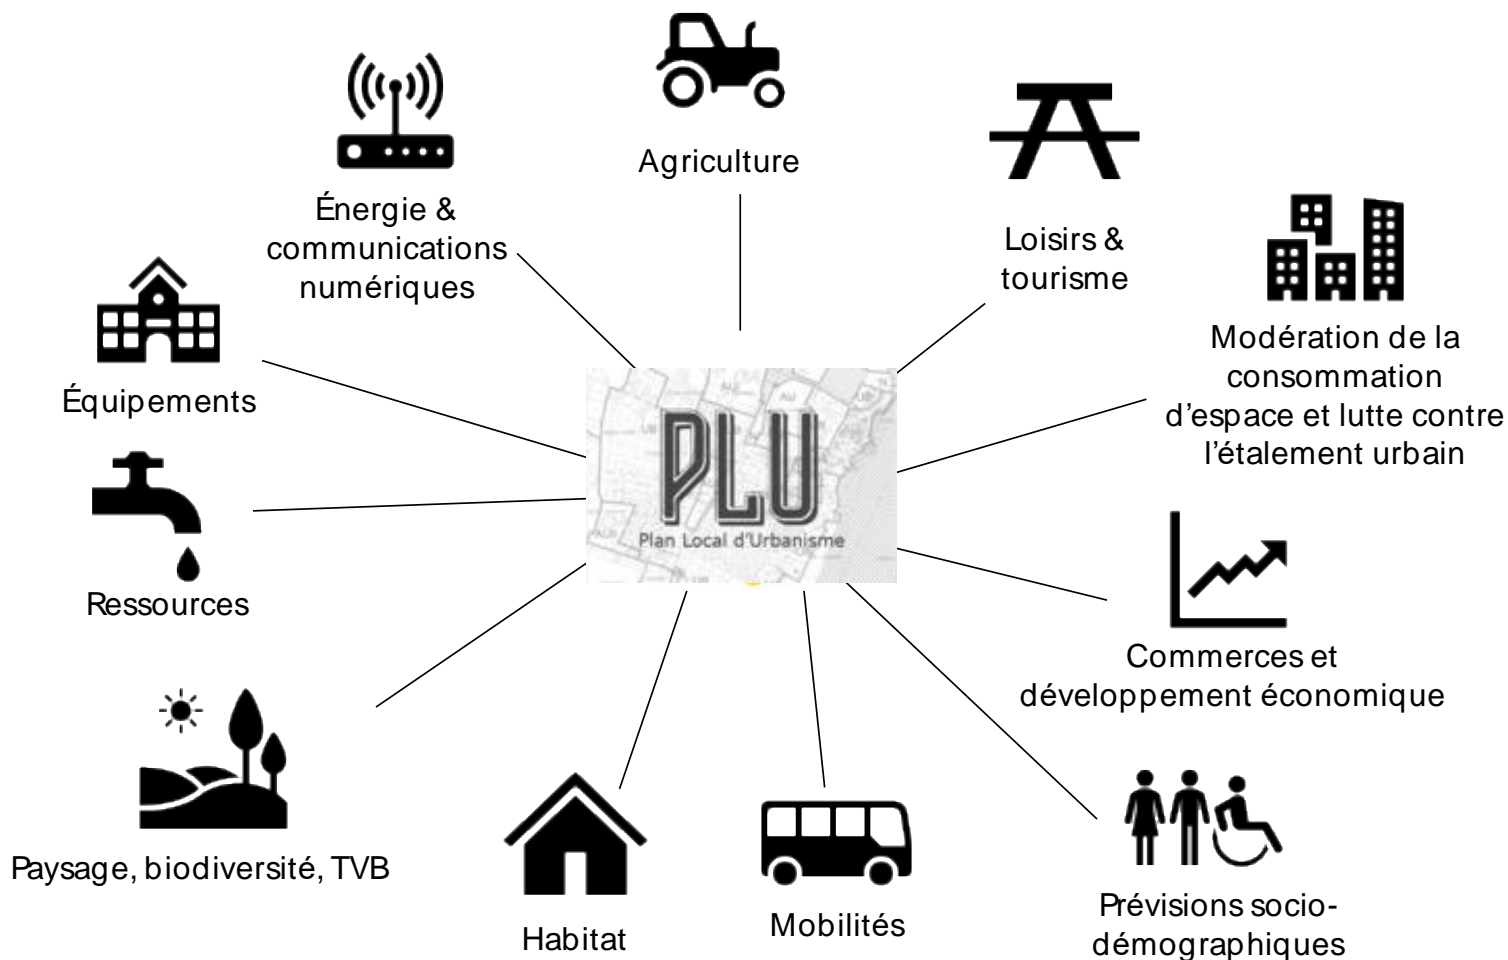 Agriculture
Énergie &
communications
numériques
Loisirs &
tourisme
Modération de la
consommation
d'espace et lutte contre
l'étalement urbain
Équipements
PLU
Plan Local d'Urbanisme
Ressources
Commerces et
développement économique
Paysage, biodiversité, TVB
Habitat
Mobilités
Prévisions socio-
démographiques